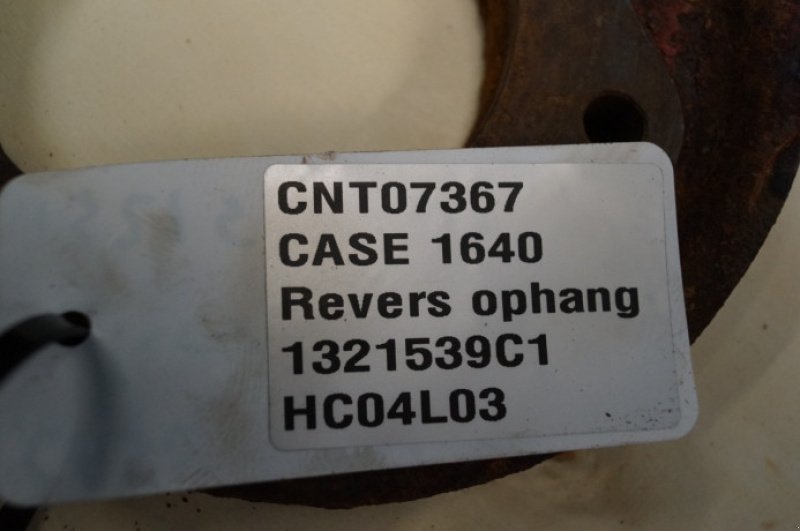 CNT07367
CASE 1640
Revers ophang
1321539C1
HC04L03